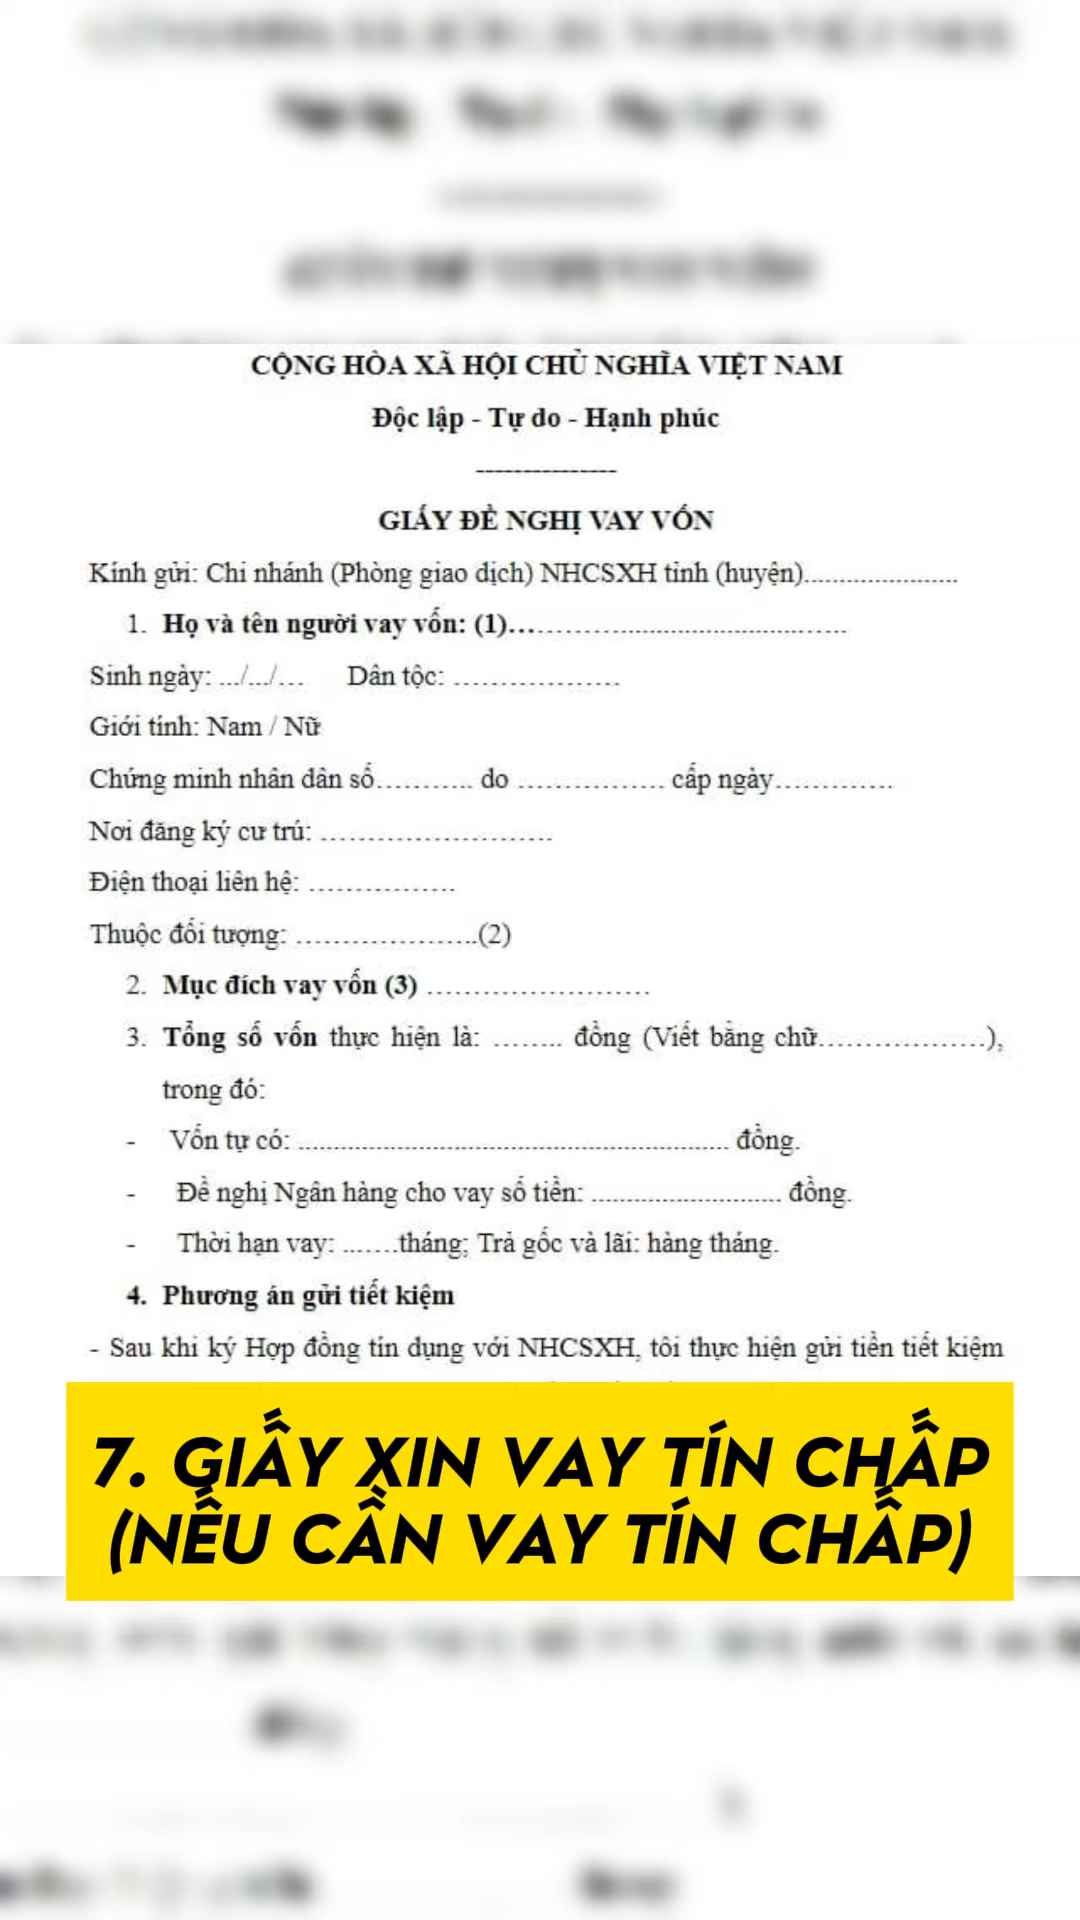 CỘNG HÒA XÃ HỘI CHỦ NGHĨA VIỆT NAM
Độc lập - Tự do - Hạnh phúc
---------------
GIẤY ĐỀ NGHỊ VAY VỐN
Kính gửi: Chi nhánh (Phòng giao dịch) NHCSXH tỉnh (huyện).......................
1. Họ và tên người vay vốn: (1)…………..............................……
Sinh ngày: .../.../… Dân tộc: ………………
Giới tính: Nam / Nữ
Chứng minh nhân dân số……….. do …………… cấp ngày………….
Nơi đăng ký cư trú: ……………………
Điện thoại liên hệ: ……………
Thuộc đối tượng: ………………..(2)
2. Mục đích vay vốn (3) ……………………
3. Tổng số vốn thực hiện là: …….. đồng (Viết bằng chữ………………),
trong đó:
- Vốn tự có: ............................................................. đồng.
- Đề nghị Ngân hàng cho vay số tiền: ........................... đồng.
- Thời hạn vay: ...….tháng; Trả gốc và lãi: hàng tháng.
4. Phương án gửi tiết kiệm
- Sau khi ký Hợp đồng tín dụng với NHCSXH, tôi thực hiện gửi tiền tiết kiệm
7. GIẤY XIN VAY TÍN CHẤP
(NẾU CẦN VAY TÍN CHẤP)